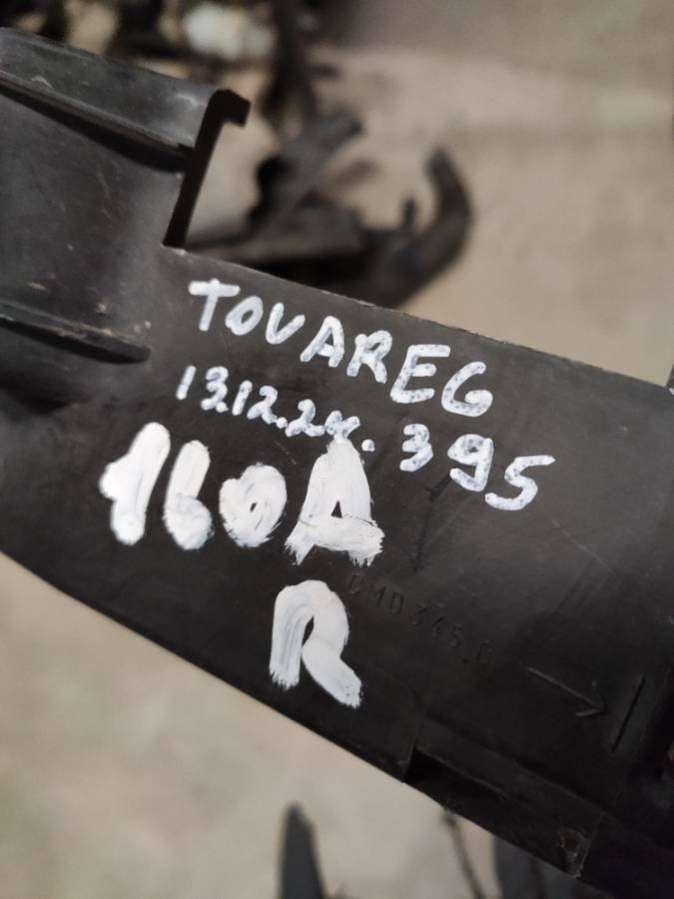 TOVAREG
13.12.24. 395
160A
R